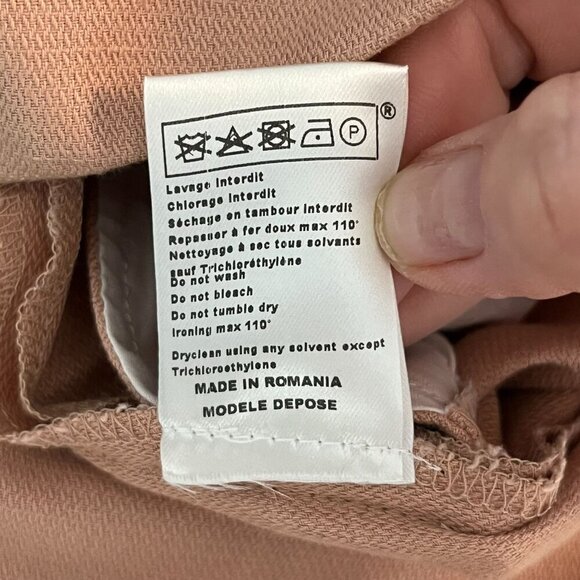 ®
P
Lavage Interdit
Chlorage Interdit
Séchage en tambour interdit
Repasser à fer doux max 110°
Nettoyage à sec tous solvants
sauf Trichloréthylène
Do not wash
Do not bleach
Do not tumble dry
Ironing max 110°
Dryclean using any solvent except
Trichloroethylene
MADE IN ROMANIA
MODELE DEPOSE